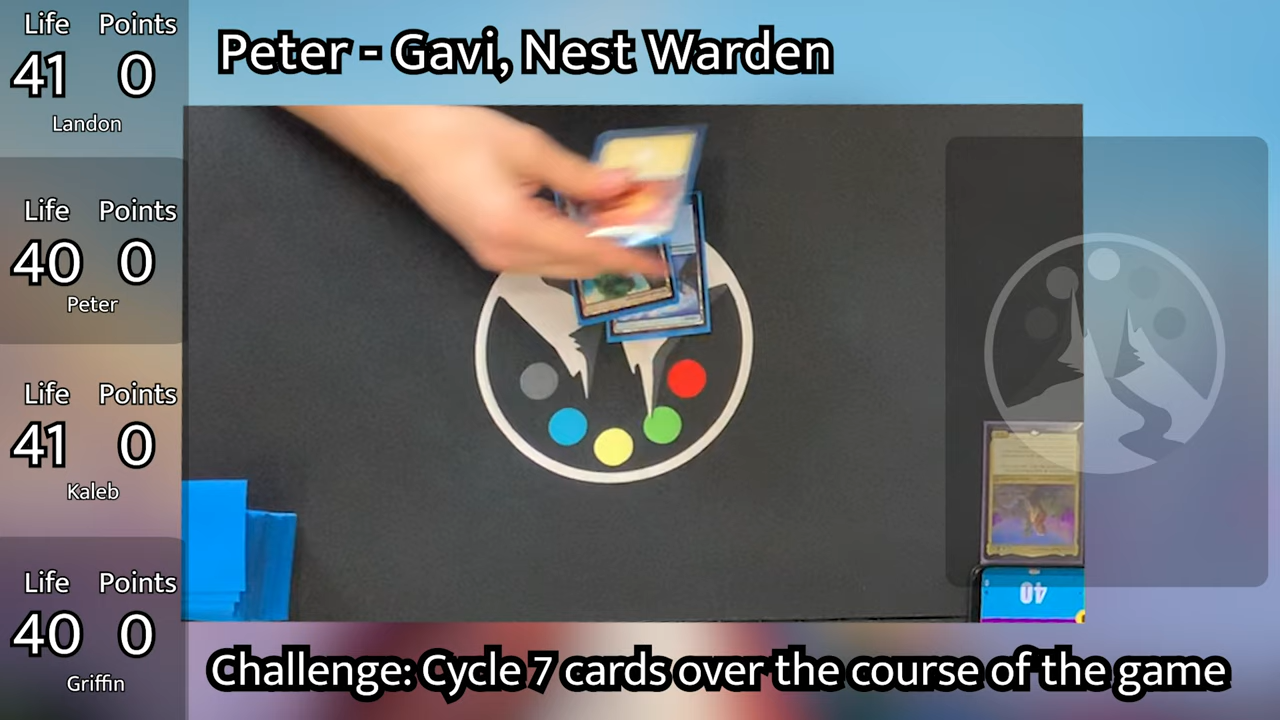 Life Points
41 0
Landon
Life Points
40 0
Peter
Life Points
41 0
Kaleb
Life Points
40 0
Griffin
Peter - Gavi, Nest Warden
40
Challenge: Cycle 7 cards over the course of the game